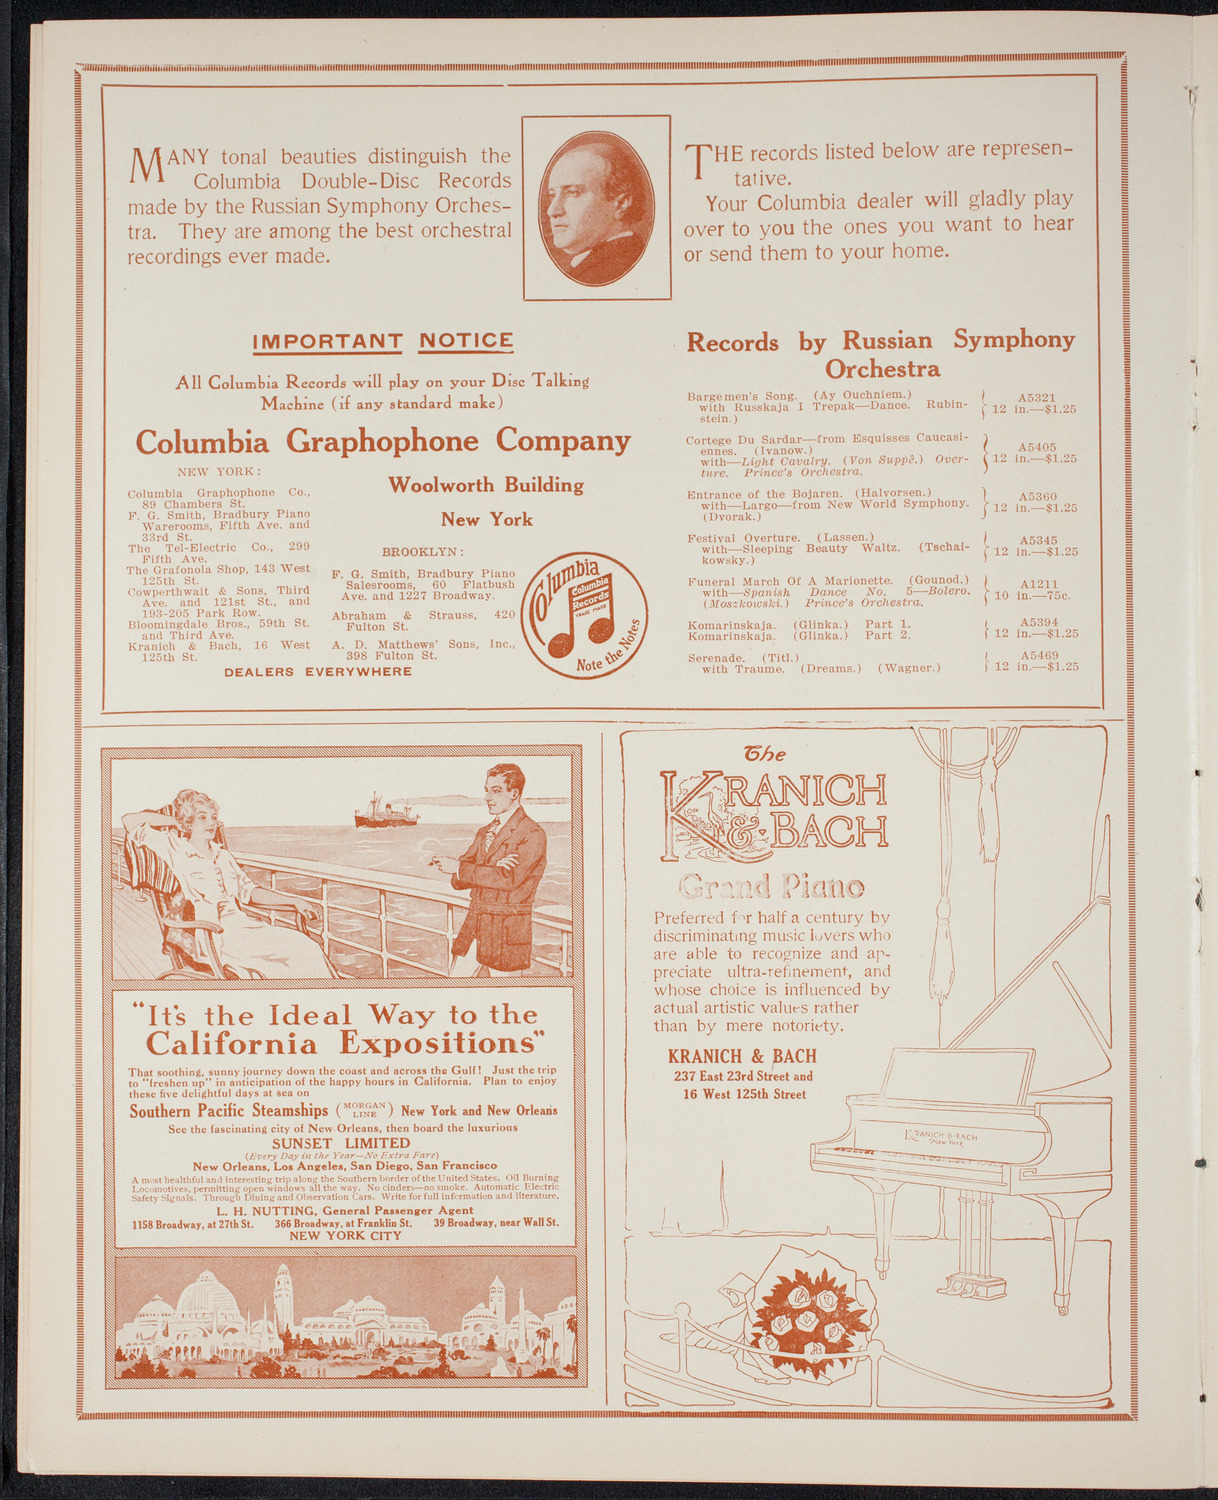 MANY tonal beauties distinguish the
Columbia Double-Disc Records
made by the Russian Symphony Orches-
tra. They are among the best orchestral
recordings ever made.
THE records listed below are represen-
tative.
Your Columbia dealer will gladly play
over to you the ones you want to hear
or send them to your home.
IMPORTANT NOTICE
All Columbia Records will play on your Disc Talking
Machine (if any standard make)
Columbia Graphophone Company
NEW YORK:
Columbia Graphophone Co.,
89 Chambers St.
F. G. Smith, Bradbury Piano
Warerooms, Fifth Ave. and
33rd St.
The Tel-Electric Co., 299
Fifth Ave.
The Grafonola Shop, 143 West
125th St.
Cowperthwait & Sons, Third
Ave. and 121st St., and
193-205 Park Row.
Bloomingdale Bros., 59th St.
and Third Ave.
Kranich & Bach, 16 West
125th St.
Woolworth Building
New York
BROOKLYN:
F. G. Smith, Bradbury Piano
Salesrooms, 60 Flatbush
Ave. and 1227 Broadway.
Abraham & Strauss, 420
Fulton St.
A. D. Matthews' Sons, Inc.,
398 Fulton St.
DEALERS EVERYWHERE
Columbia
Columbia
Records
TRADE MARK
Note the Notes
Records by Russian Symphony
Orchestra
Bargemen's Song. (Ay Ouchniem.)
with Russkaja I Trepak—Dance. Rubin-
stein.)
A5321
12 in.—$1.25
Cortege Du Sardar—from Esquisses Caucasi-
ennes. (Ivanow.)
with—Light Cavalry. (Von Suppé.) Over-
ture. Prince's Orchestra.
A5405
12 in.—$1.25
Entrance of the Bojaren. (Halvorsen.)
with—Largo—from New World Symphony.
(Dvorak.)
A5360
12 in.—$1.25
Festival Overture. (Lassen.)
with—Sleeping Beauty Waltz. (Tschai-
kowsky.)
A5345
12 in.—$1.25
Funeral March Of A Marionette. (Gounod.)
with—Spanish Dance No. 5—Bolero.
(Moszkowski.) Prince's Orchestra.
A1211
10 in.—75c.
Komarinskaja. (Glinka.) Part 1.
Komarinskaja. (Glinka.) Part 2.
A5394
12 in.—$1.25
Serenade. (Titl.)
with Traume. (Dreams.) (Wagner.)
A5469
12 in.—$1.25
"It's the Ideal Way to the
California Expositions"
That soothing, sunny journey down the coast and across the Gulf! Just the trip
to "freshen up" in anticipation of the happy hours in California. Plan to enjoy
these five delightful days at sea on
Southern Pacific Steamships (MORGAN LINE) New York and New Orleans
See the fascinating city of New Orleans, then board the luxurious
SUNSET LIMITED
(Every Day in the Year—No Extra Fare)
New Orleans, Los Angeles, San Diego, San Francisco
A most healthful and interesting trip along the Southern border of the United States. Oil Burning
Locomotives, permitting open windows all the way. No cinders—no smoke. Automatic Electric
Safety Signals. Through Dining and Observation Cars. Write for full information and literature.
L. H. NUTTING, General Passenger Agent
1158 Broadway, at 27th St. 366 Broadway, at Franklin St. 39 Broadway, near Wall St.
NEW YORK CITY
The
KRANICH
& BACH
Grand Piano
Preferred for half a century by
discriminating music lovers who
are able to recognize and ap-
preciate ultra-refinement, and
whose choice is influenced by
actual artistic values rather
than by mere notoriety.
KRANICH & BACH
237 East 23rd Street and
16 West 125th Street
KRANICH-&-BACH
New York